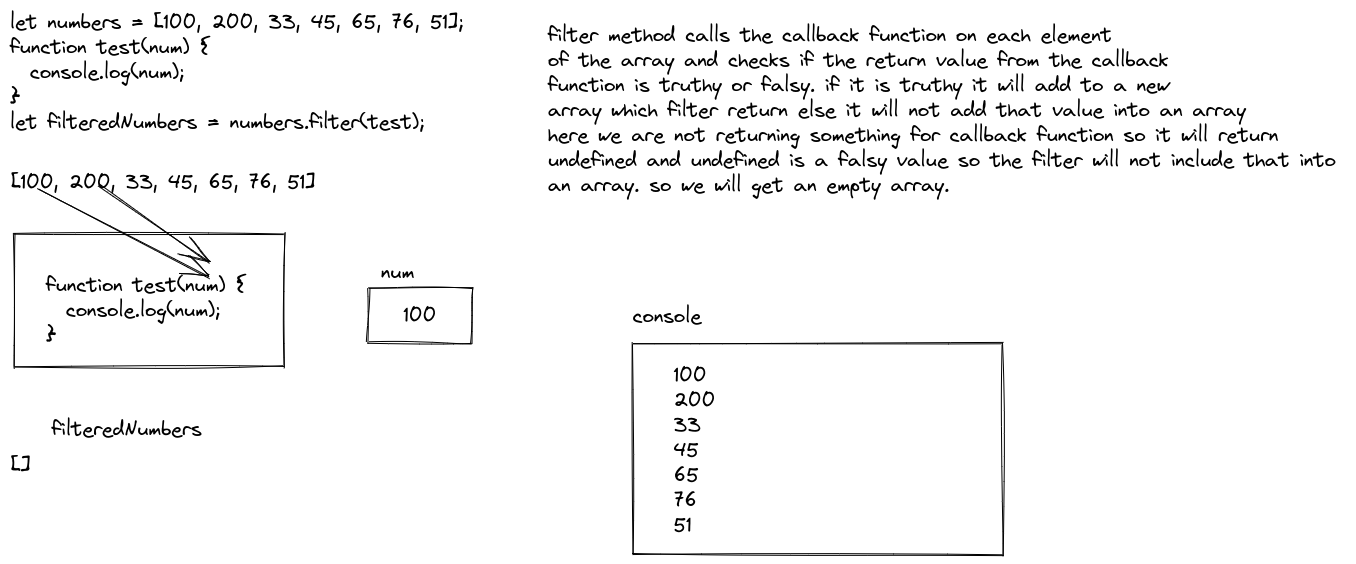 let numbers = [100, 200, 33, 45, 65, 76, 51];
function test(num) {
console.log(num);
}
let filteredNumbers = numbers.filter(test);
[100, 200, 33, 45, 65, 76, 51]
function test(num) {
console.log(num);
}
num
100
filteredNumbers
[]
filter method calls the callback function on each element
of the array and checks if the return value from the callback
function is truthy or falsy. if it is truthy it will add to a new
array which filter return else it will not add that value into an array
here we are not returning something for callback function so it will return
undefined and undefined is a falsy value so the filter will not include that into
an array. so we will get an empty array.
console
100
200
33
45
65
76
51